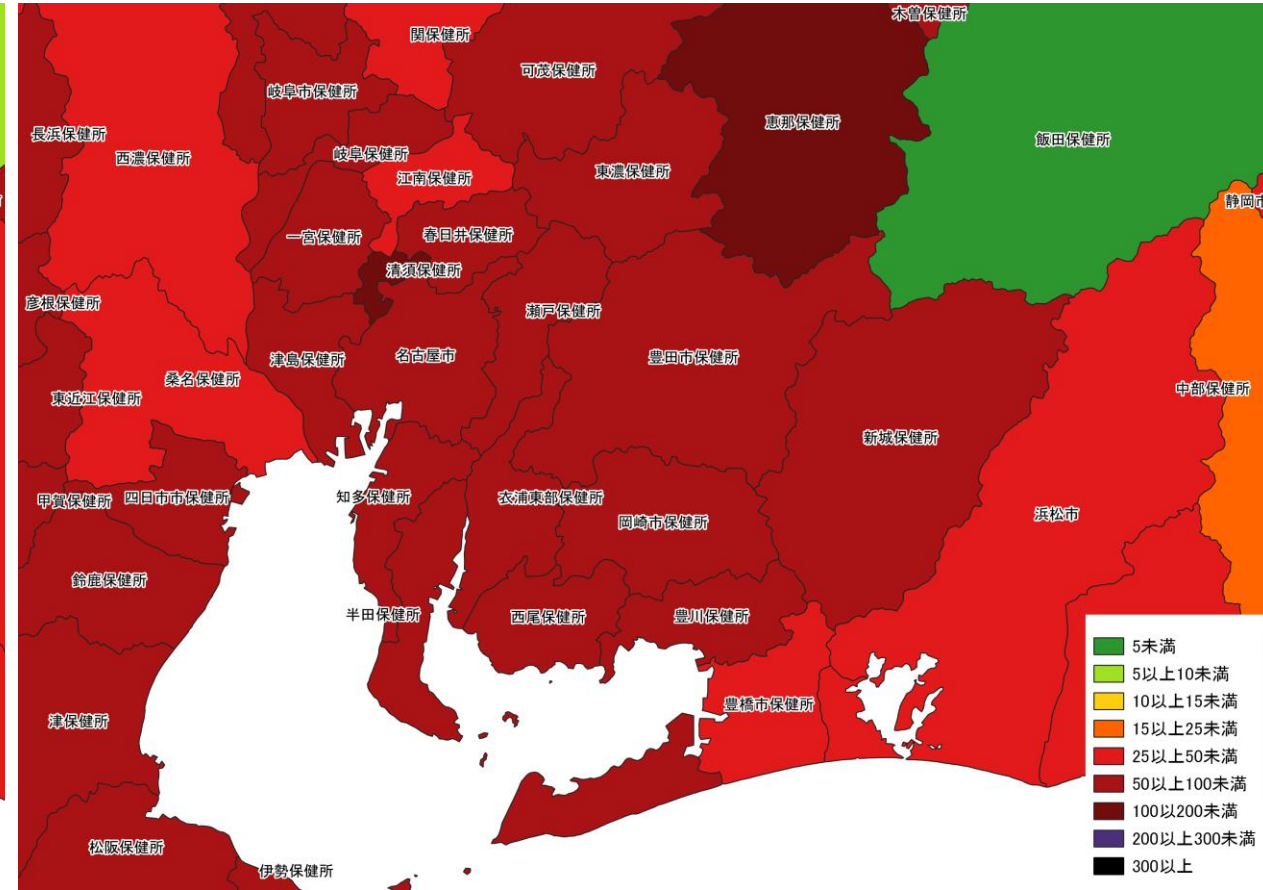 木曽保健所
関保健所
可茂保健所
岐阜市保健所
恵那保健所
長浜保健所
飯田保健所
西濃保健所
岐阜保健所
東濃保健所
江南保健所
静岡市
一宮保健所
春日井保健所
清須保健所
彦根保健所
瀬戸保健所
津島保健所
名古屋市
豊田市保健所
桑名保健所
中部保健所
東近江保健所
新城保健所
甲賀保健所
四日市市保健所
知多保健所
衣浦東部保健所
浜松市
岡崎市保健所
鈴鹿保健所
半田保健所
西尾保健所
豊川保健所
津保健所
豊橋市保健所
松阪保健所
伊勢保健所
5未満
5以上10未満
10以上15未満
15以上25未満
25以上50未満
50以上100未満
100以200未満
200以上300未満
300以上